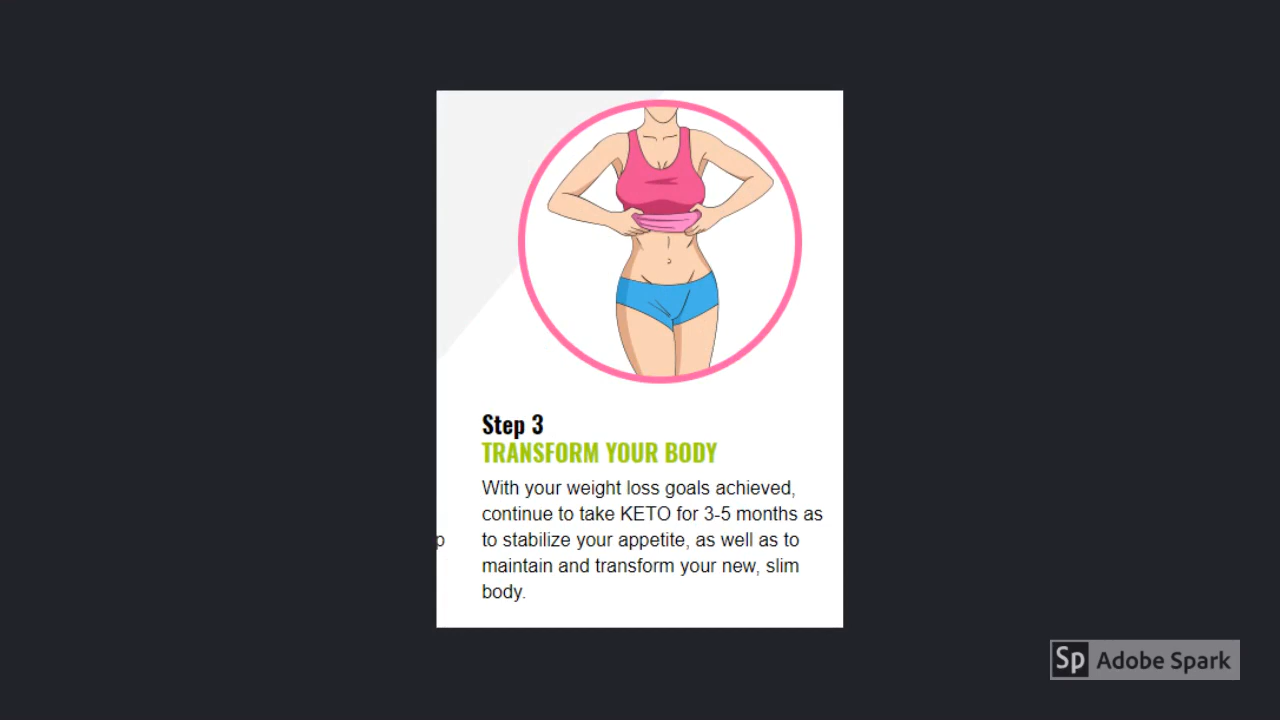 Step 3
TRANSFORM YOUR BODY
With your weight loss goals achieved,
continue to take KETO for 3-5 months as
p to stabilize your appetite, as well as to
maintain and transform your new, slim
body.
Sp Adobe Spark